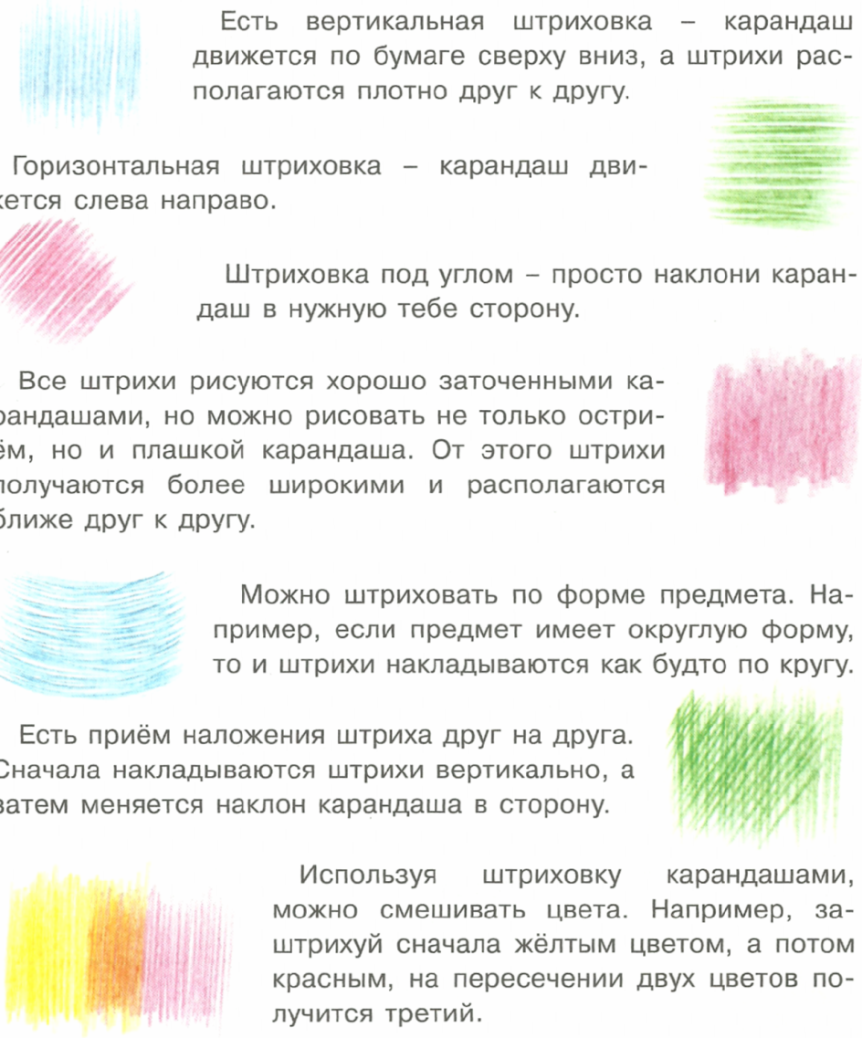 Есть вертикальная штриховка – карандаш
движется по бумаге сверху вниз, а штрихи рас-
полагаются плотно друг к другу.
Горизонтальная штриховка – карандаш дви-
жется слева направо.
Штриховка под углом – просто наклони каран-
даш в нужную тебе сторону.
Все штрихи рисуются хорошо заточенными ка-
рандашами, но можно рисовать не только остри-
ём, но и плашкой карандаша. От этого штрихи
получаются более широкими и располагаются
ближе друг к другу.
Можно штриховать по форме предмета. На-
пример, если предмет имеет округлую форму,
то и штрихи накладываются как будто по кругу.
Есть приём наложения штриха друг на друга.
Сначала накладываются штрихи вертикально, а
затем меняется наклон карандаша в сторону.
Используя штриховку карандашами,
можно смешивать цвета. Например, за-
штрихуй сначала жёлтым цветом, а потом
красным, на пересечении двух цветов по-
лучится третий.